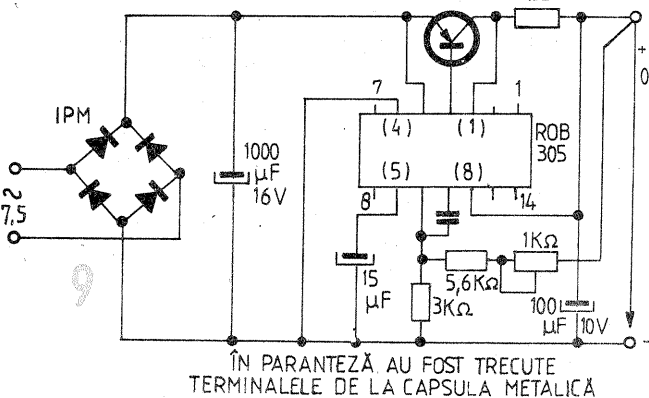 IPM
7
1
(4)
(1)
ROB
305
(5)
(8)
8
14
1000
μF
16V
+
0
~
7,5
15
μF
5,6KΩ
1KΩ
3KΩ
100
μF
10V
-
9
ÎN PARANTEZĂ AU FOST TRECUTE
TERMINALELE DE LA CAPSULA METALICĂ